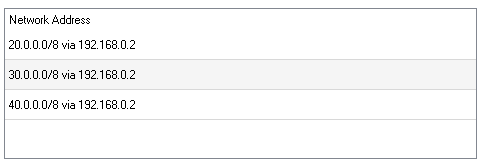 Network Address
20.0.0.0/8 via 192.168.0.2
30.0.0.0/8 via 192.168.0.2
40.0.0.0/8 via 192.168.0.2